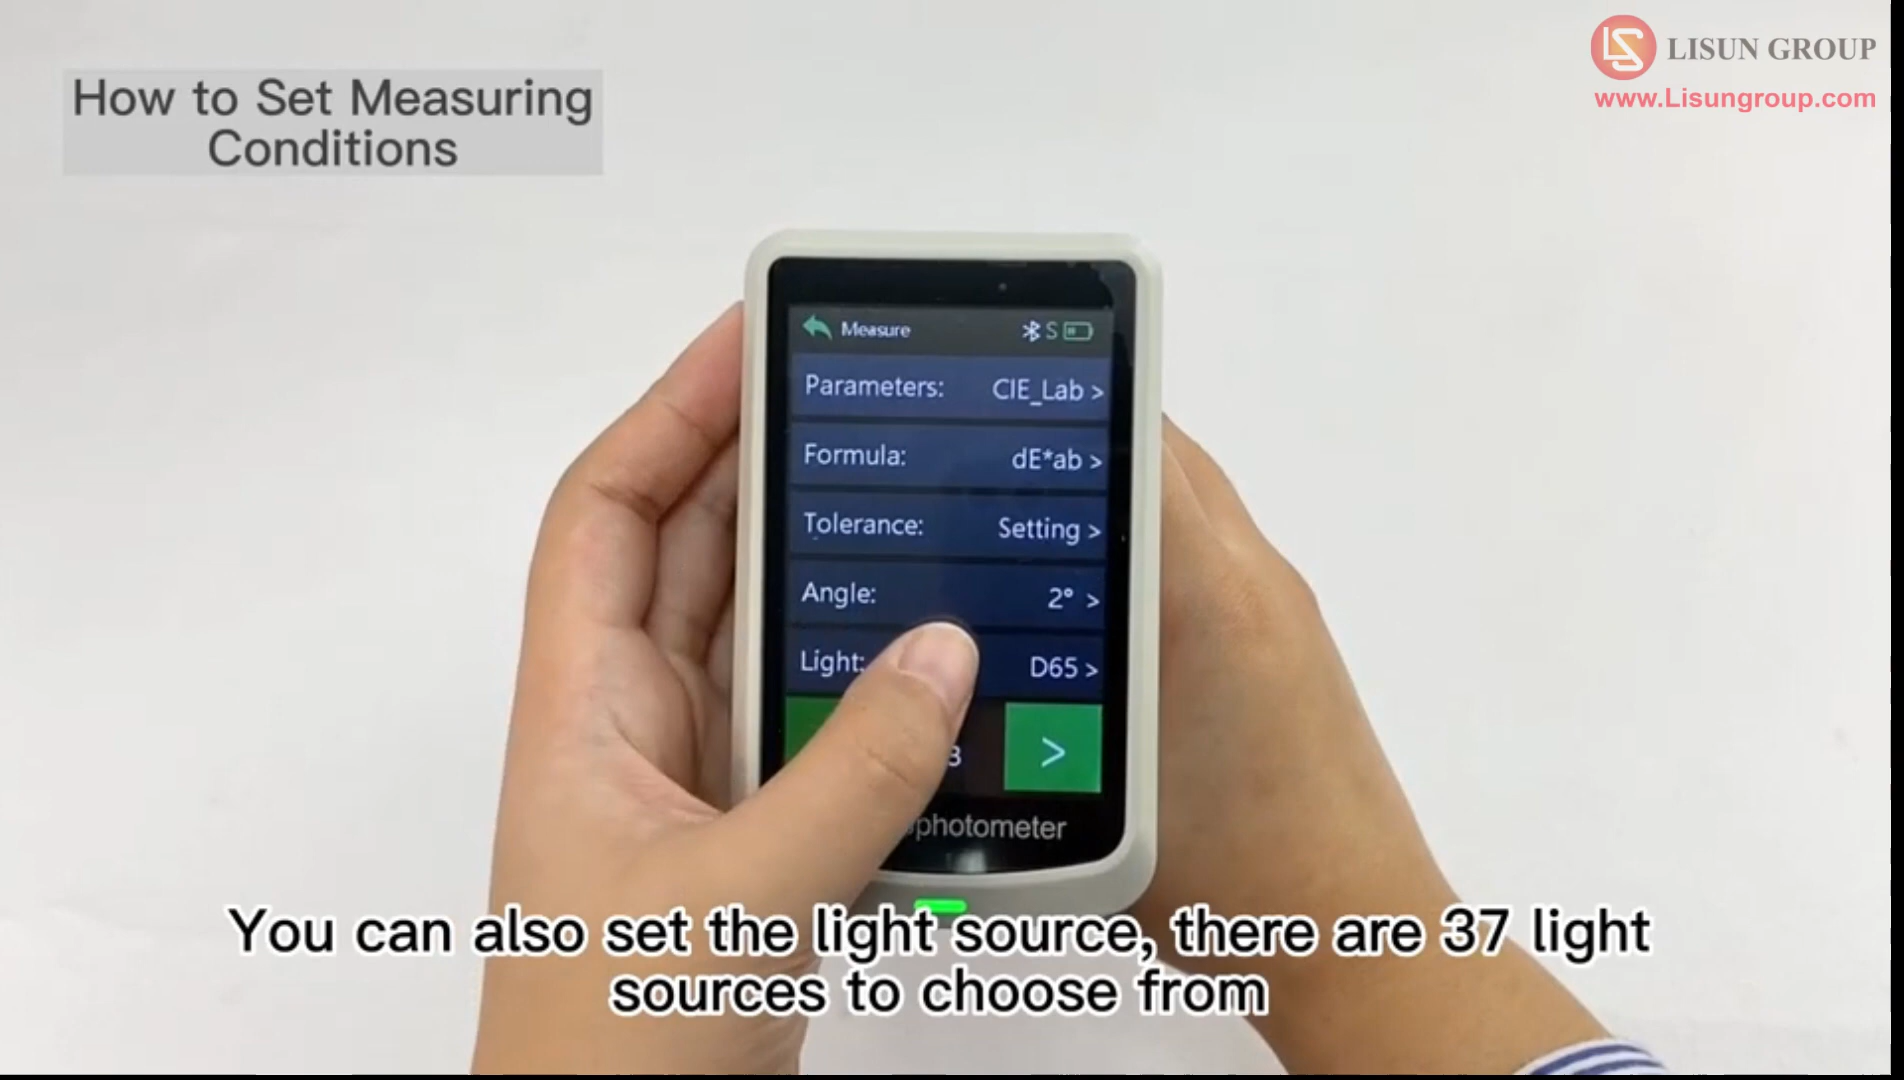 LISUN GROUP
www.Lisungroup.com
How to Set Measuring
Conditions
Measure
S
Parameters: CIE_Lab >
Formula: dE*ab >
Tolerance: Setting >
Angle: 2° >
Light: D65 >
>
You can also set the light source, there are 37 light
sources to choose from